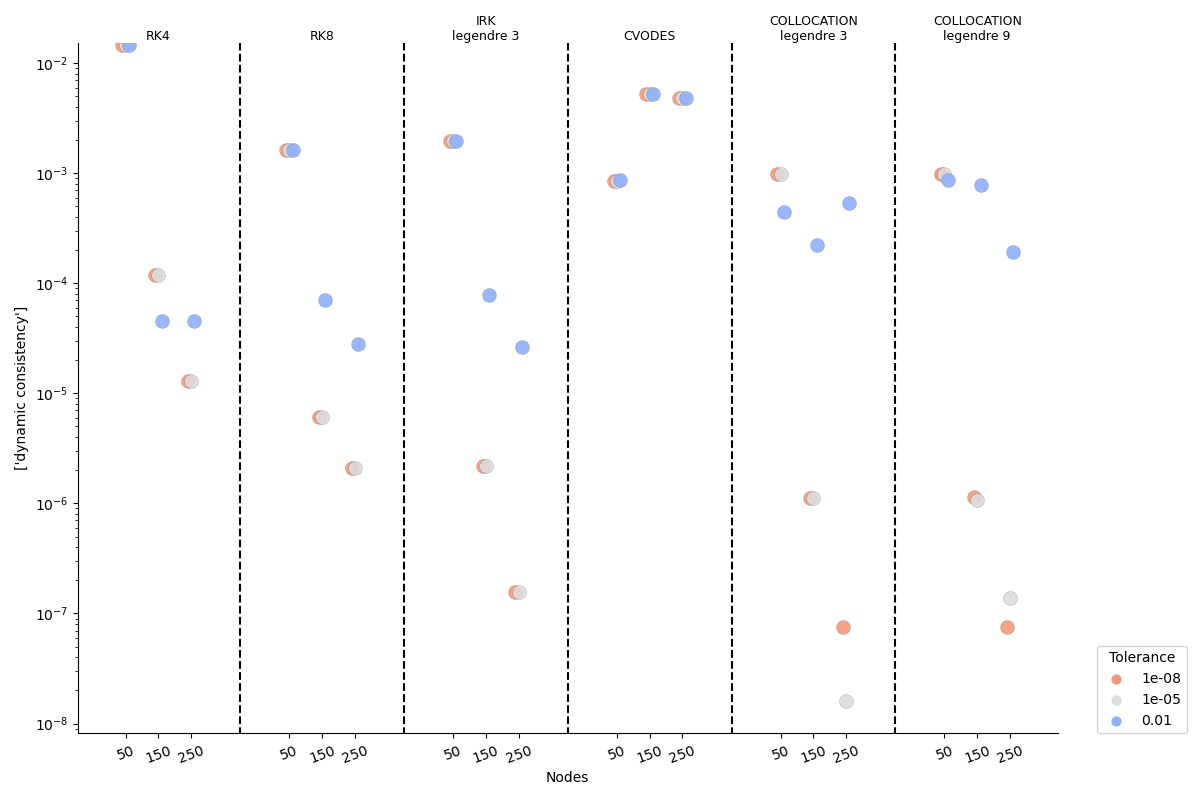 RK4
RK8
IRK
legendre 3
CVODES
COLLOCATION
legendre 3
COLLOCATION
legendre 9
['dynamic consistency']
10⁻²
10⁻³
10⁻⁴
10⁻⁵
10⁻⁶
10⁻⁷
10⁻⁸
50 150 250 50 150 250 50 150 250 50 150 250 50 150 250 50 150 250
Nodes
Tolerance
1e-08
1e-05
0.01